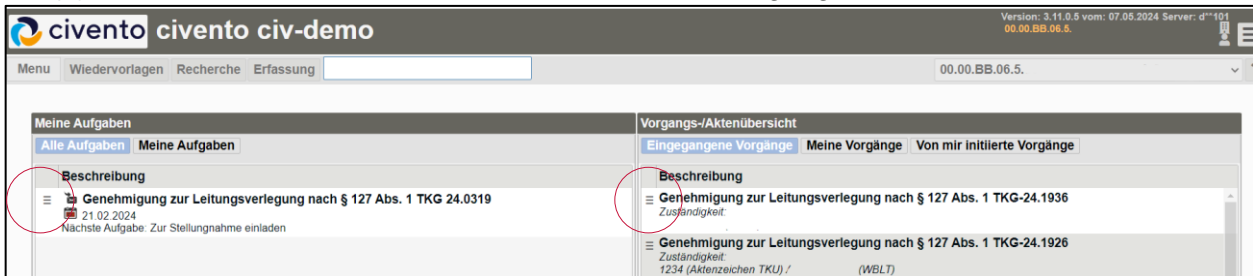 civento civento civ-demo
Version: 3.11.0.5 vom: 07.05.2024 Server: d**101
00.00.BB.06.5.
Menu Wiedervorlagen Recherche Erfassung
00.00.BB.06.5.
Meine Aufgaben
Alle Aufgaben Meine Aufgaben
Beschreibung
Genehmigung zur Leitungsverlegung nach § 127 Abs. 1 TKG 24.0319
21.02.2024
Nächste Aufgabe: Zur Stellungnahme einladen
Vorgangs-/Aktenübersicht
Eingegangene Vorgänge Meine Vorgänge Von mir initiierte Vorgänge
Beschreibung
Genehmigung zur Leitungsverlegung nach § 127 Abs. 1 TKG-24.1936
Zuständigkeit:
Genehmigung zur Leitungsverlegung nach § 127 Abs. 1 TKG-24.1926
Zuständigkeit:
1234 (Aktenzeichen TKU) / (WBLT)